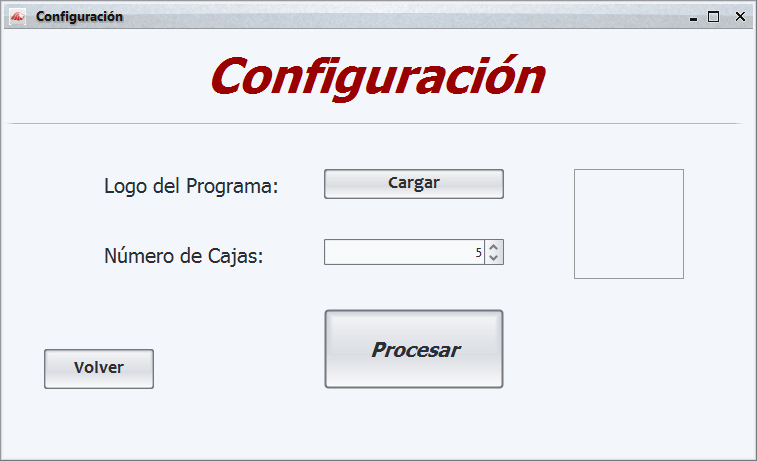 Configuración
Configuración
Logo del Programa:
Cargar
Número de Cajas:
5
Procesar
Volver